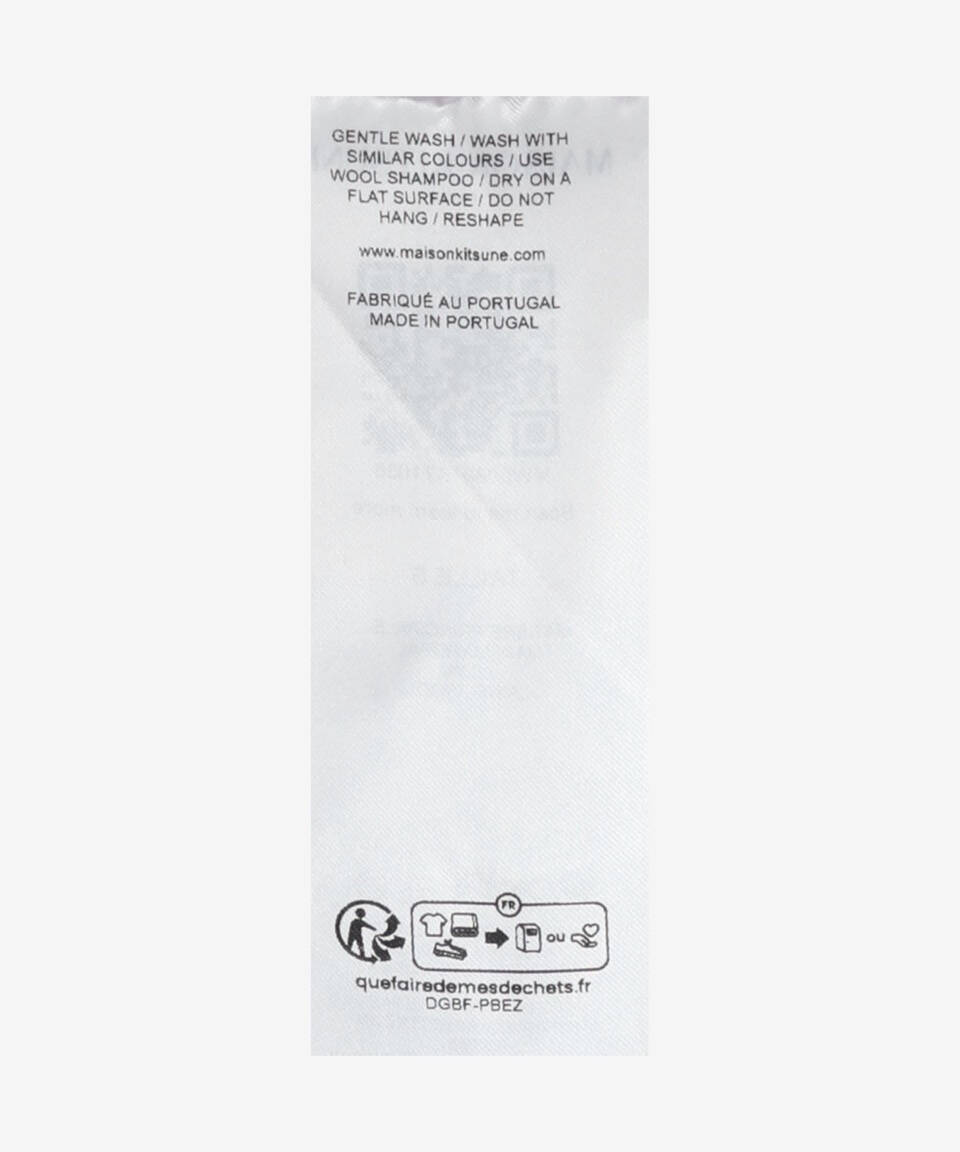 GENTLE WASH / WASH WITH
SIMILAR COLOURS / USE
WOOL SHAMPOO / DRY ON A
FLAT SURFACE / DO NOT
HANG / RESHAPE
www.maisonkitsune.com
FABRIQUÉ AU PORTUGAL
MADE IN PORTUGAL
FR
OU
quefairedemesdechets.fr
DGBF-PBEZ